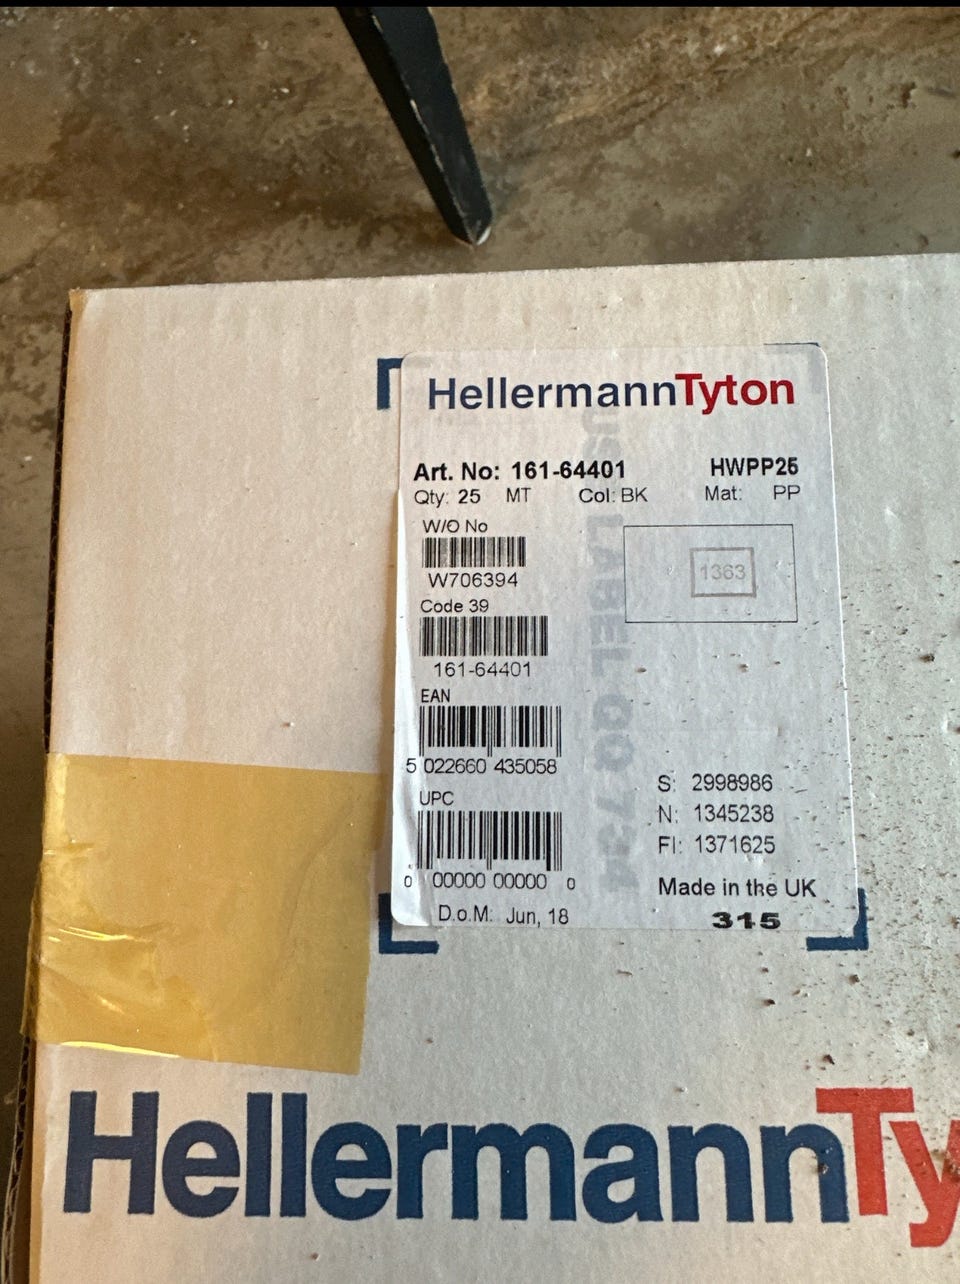 HellermannTyton
Art. No: 161-64401 HWPP25
Qty: 25 MT Col: BK Mat: PP
W/O No
W706394
1363
Code 39
161-64401
EAN
5 022660 435058
UPC
0 00000 00000 0
S: 2998986
N: 1345238
FI: 1371625
Made in the UK
D.o.M: Jun, 18
315
LABEL
HellermannTy